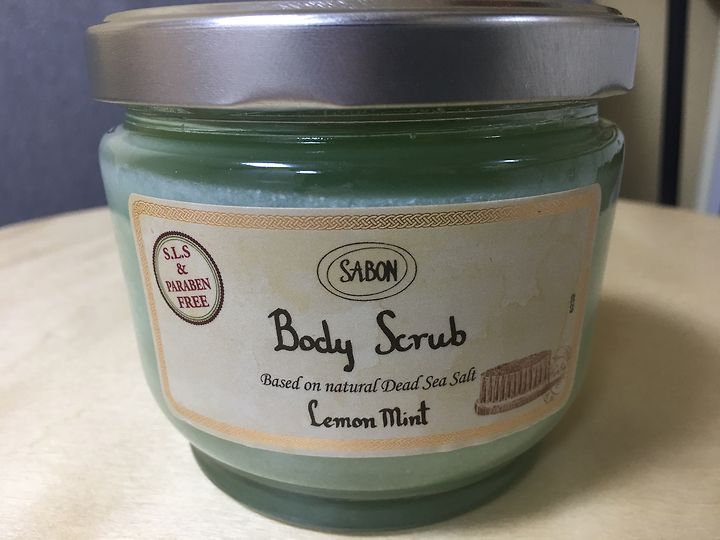 S.L.S
&
PARABEN
FREE
SABON
Body Scrub
Based on natural Dead Sea Salt
Lemon Mint